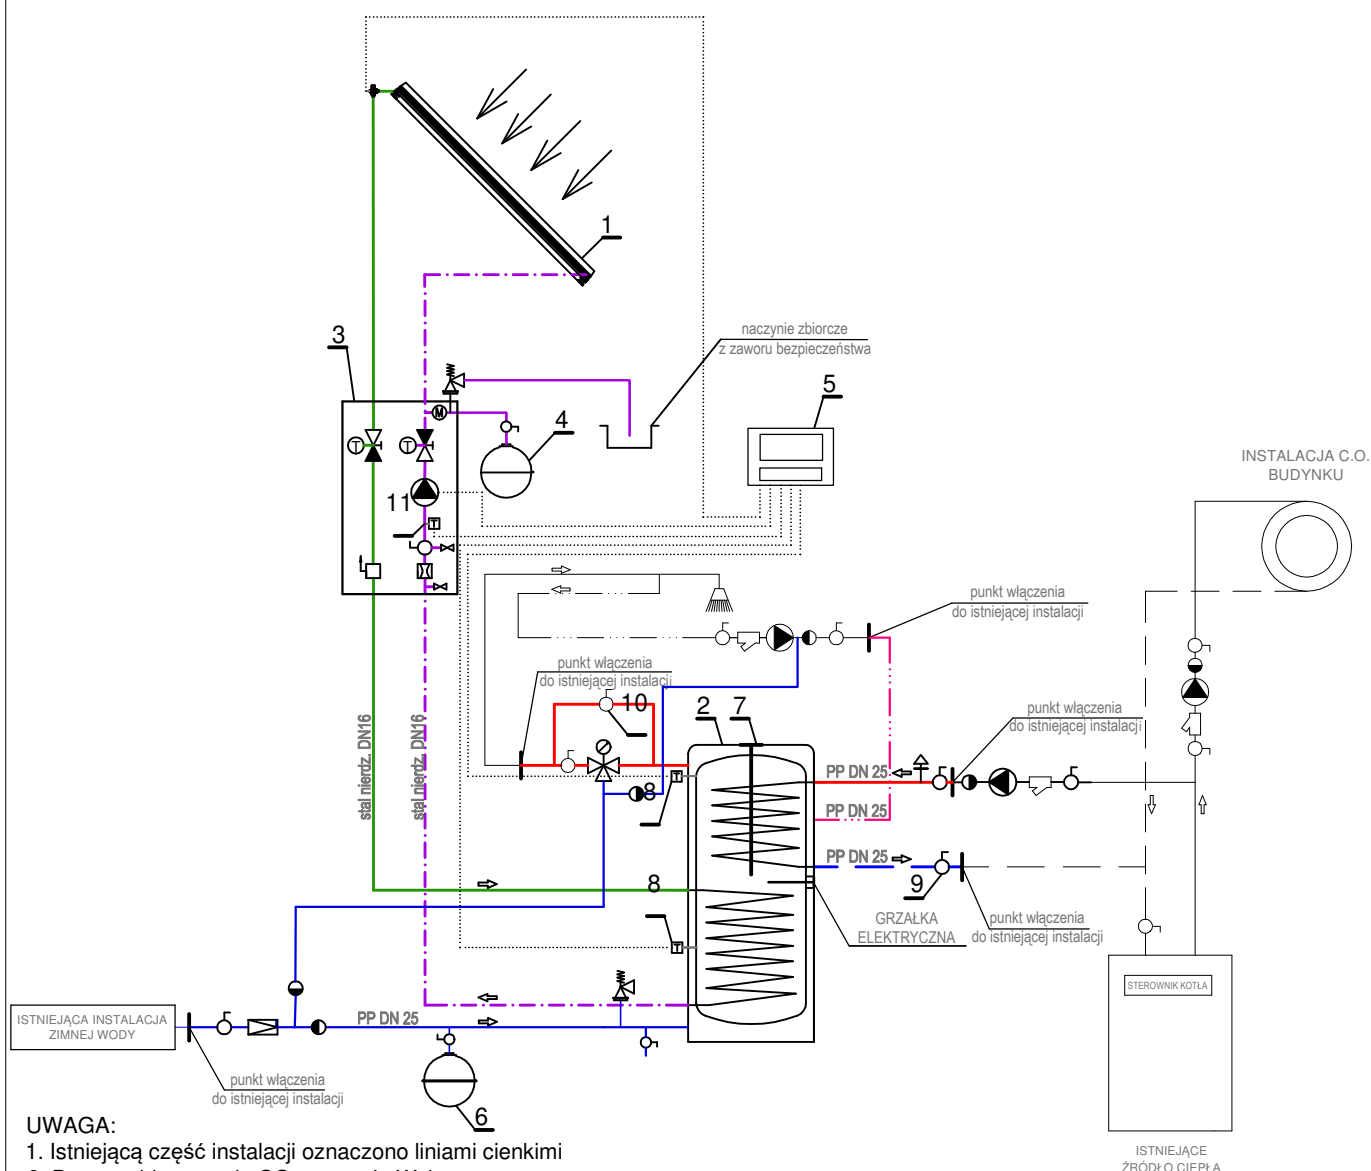 1
3
naczynie zbiorcze
z zaworu bezpieczeństwa
5
4
M
T
T
11
T
INSTALACJA C.O.
BUDYNKU
punkt włączenia
do istniejącej instalacji
punkt włączenia
do istniejącej instalacji
10
2
7
punkt włączenia
do istniejącej instalacji
stal nierdz. DN16
stal nierdz. DN16
T
8
PP DN 25
PP DN 25
PP DN 25
8
9
GRZAŁKA
ELEKTRYCZNA
punkt włączenia
do istniejącej instalacji
T
STEROWNIK KOTŁA
ISTNIEJĄCA INSTALACJA
ZIMNEJ WODY
PP DN 25
punkt włączenia
do istniejącej instalacji
6
UWAGA:
1. Istniejącą część instalacji oznaczono liniami cienkimi
ISTNIEJĄCE
ŹRÓDŁO CIEPŁA